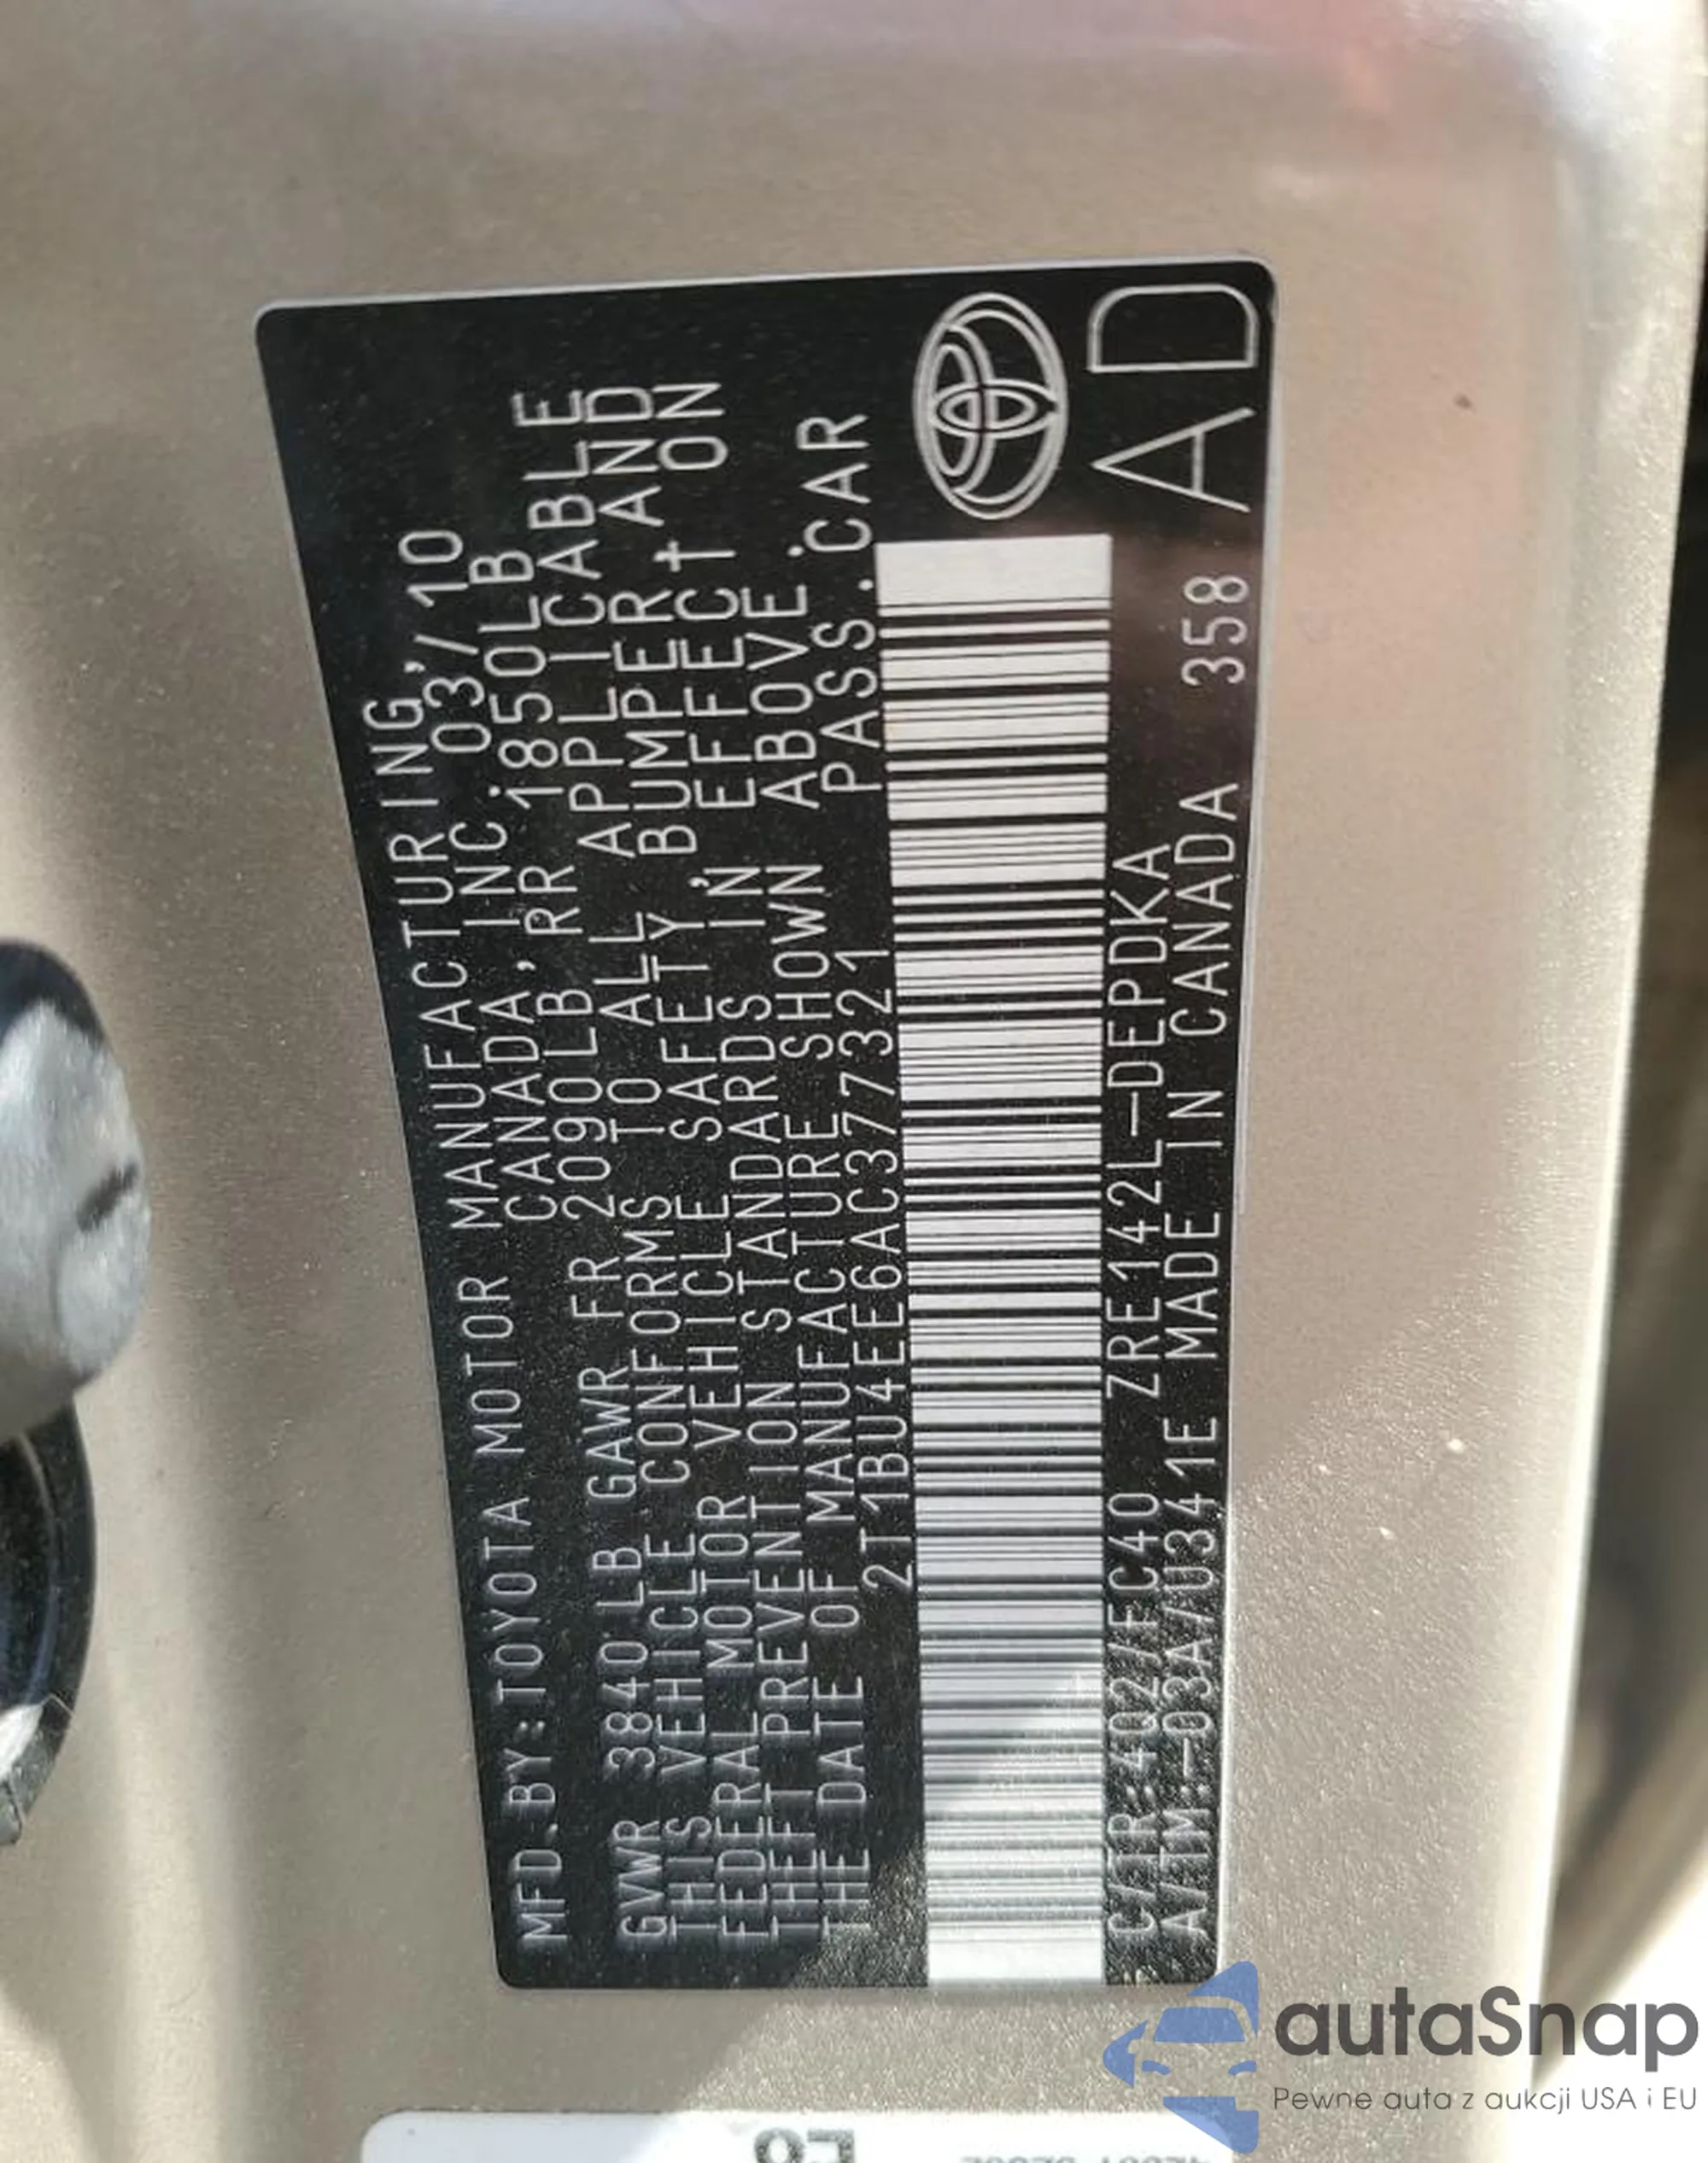 MFD.BY:TOYOTA MOTOR MANUFACTURING,
CANADA, INC. 03/10
GVWR 3840 LB GAWR FR 2090LB RR 1850LB
THIS VEHICLE CONFORMS TO ALL APPLICABLE
FEDERAL MOTOR VEHICLE SAFETY, BUMPER, AND
THEFT PREVENTION STANDARDS IN EFFECT ON
THE DATE OF MANUFACTURE SHOWN ABOVE.
2T1BU4EE6AC377321 PASS.CAR
C/TR:4Q2/FC40 ZRE142L-DEPDKA
A/TM:-03A/U341E MADE IN CANADA 358 AD
autaSnap
Pewne auta z aukcji USA i EU